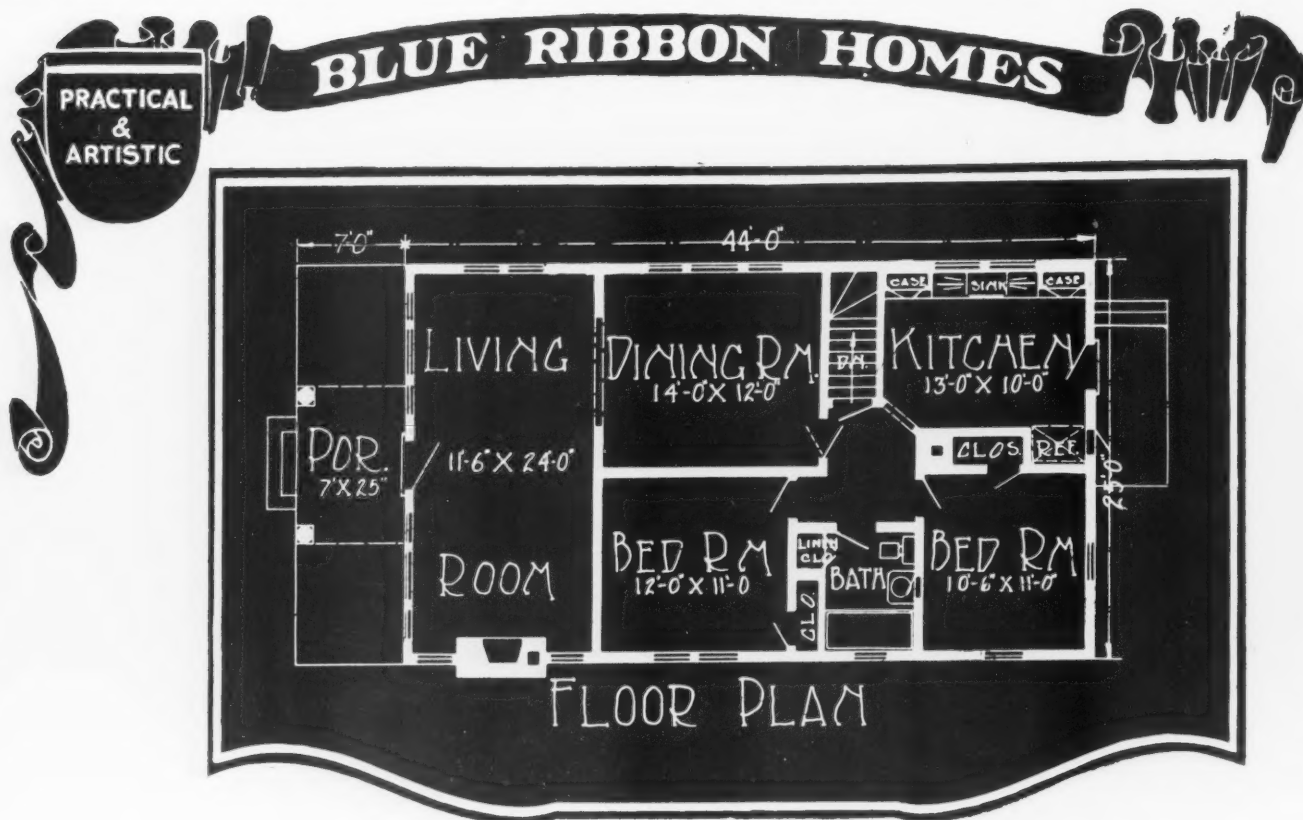 BLUE RIBBON HOMES
PRACTICAL
&
ARTISTIC
7'0"
44'-0"
CASE
SINK
CASE
LIVING
DINING RM.
14'-0" X 12'-0"
DN.
KITCHEN
13'-0" X 10'-0"
POR.
7' X 25"
11'-6" X 24'-0"
CLOS.
REF.
25'-0"
ROOM
BED RM
12'-0" X 11'-0
LINEN
CLO
BATH
CLO.
BED RM
10'-6" X 11'-0"
FLOOR PLAN